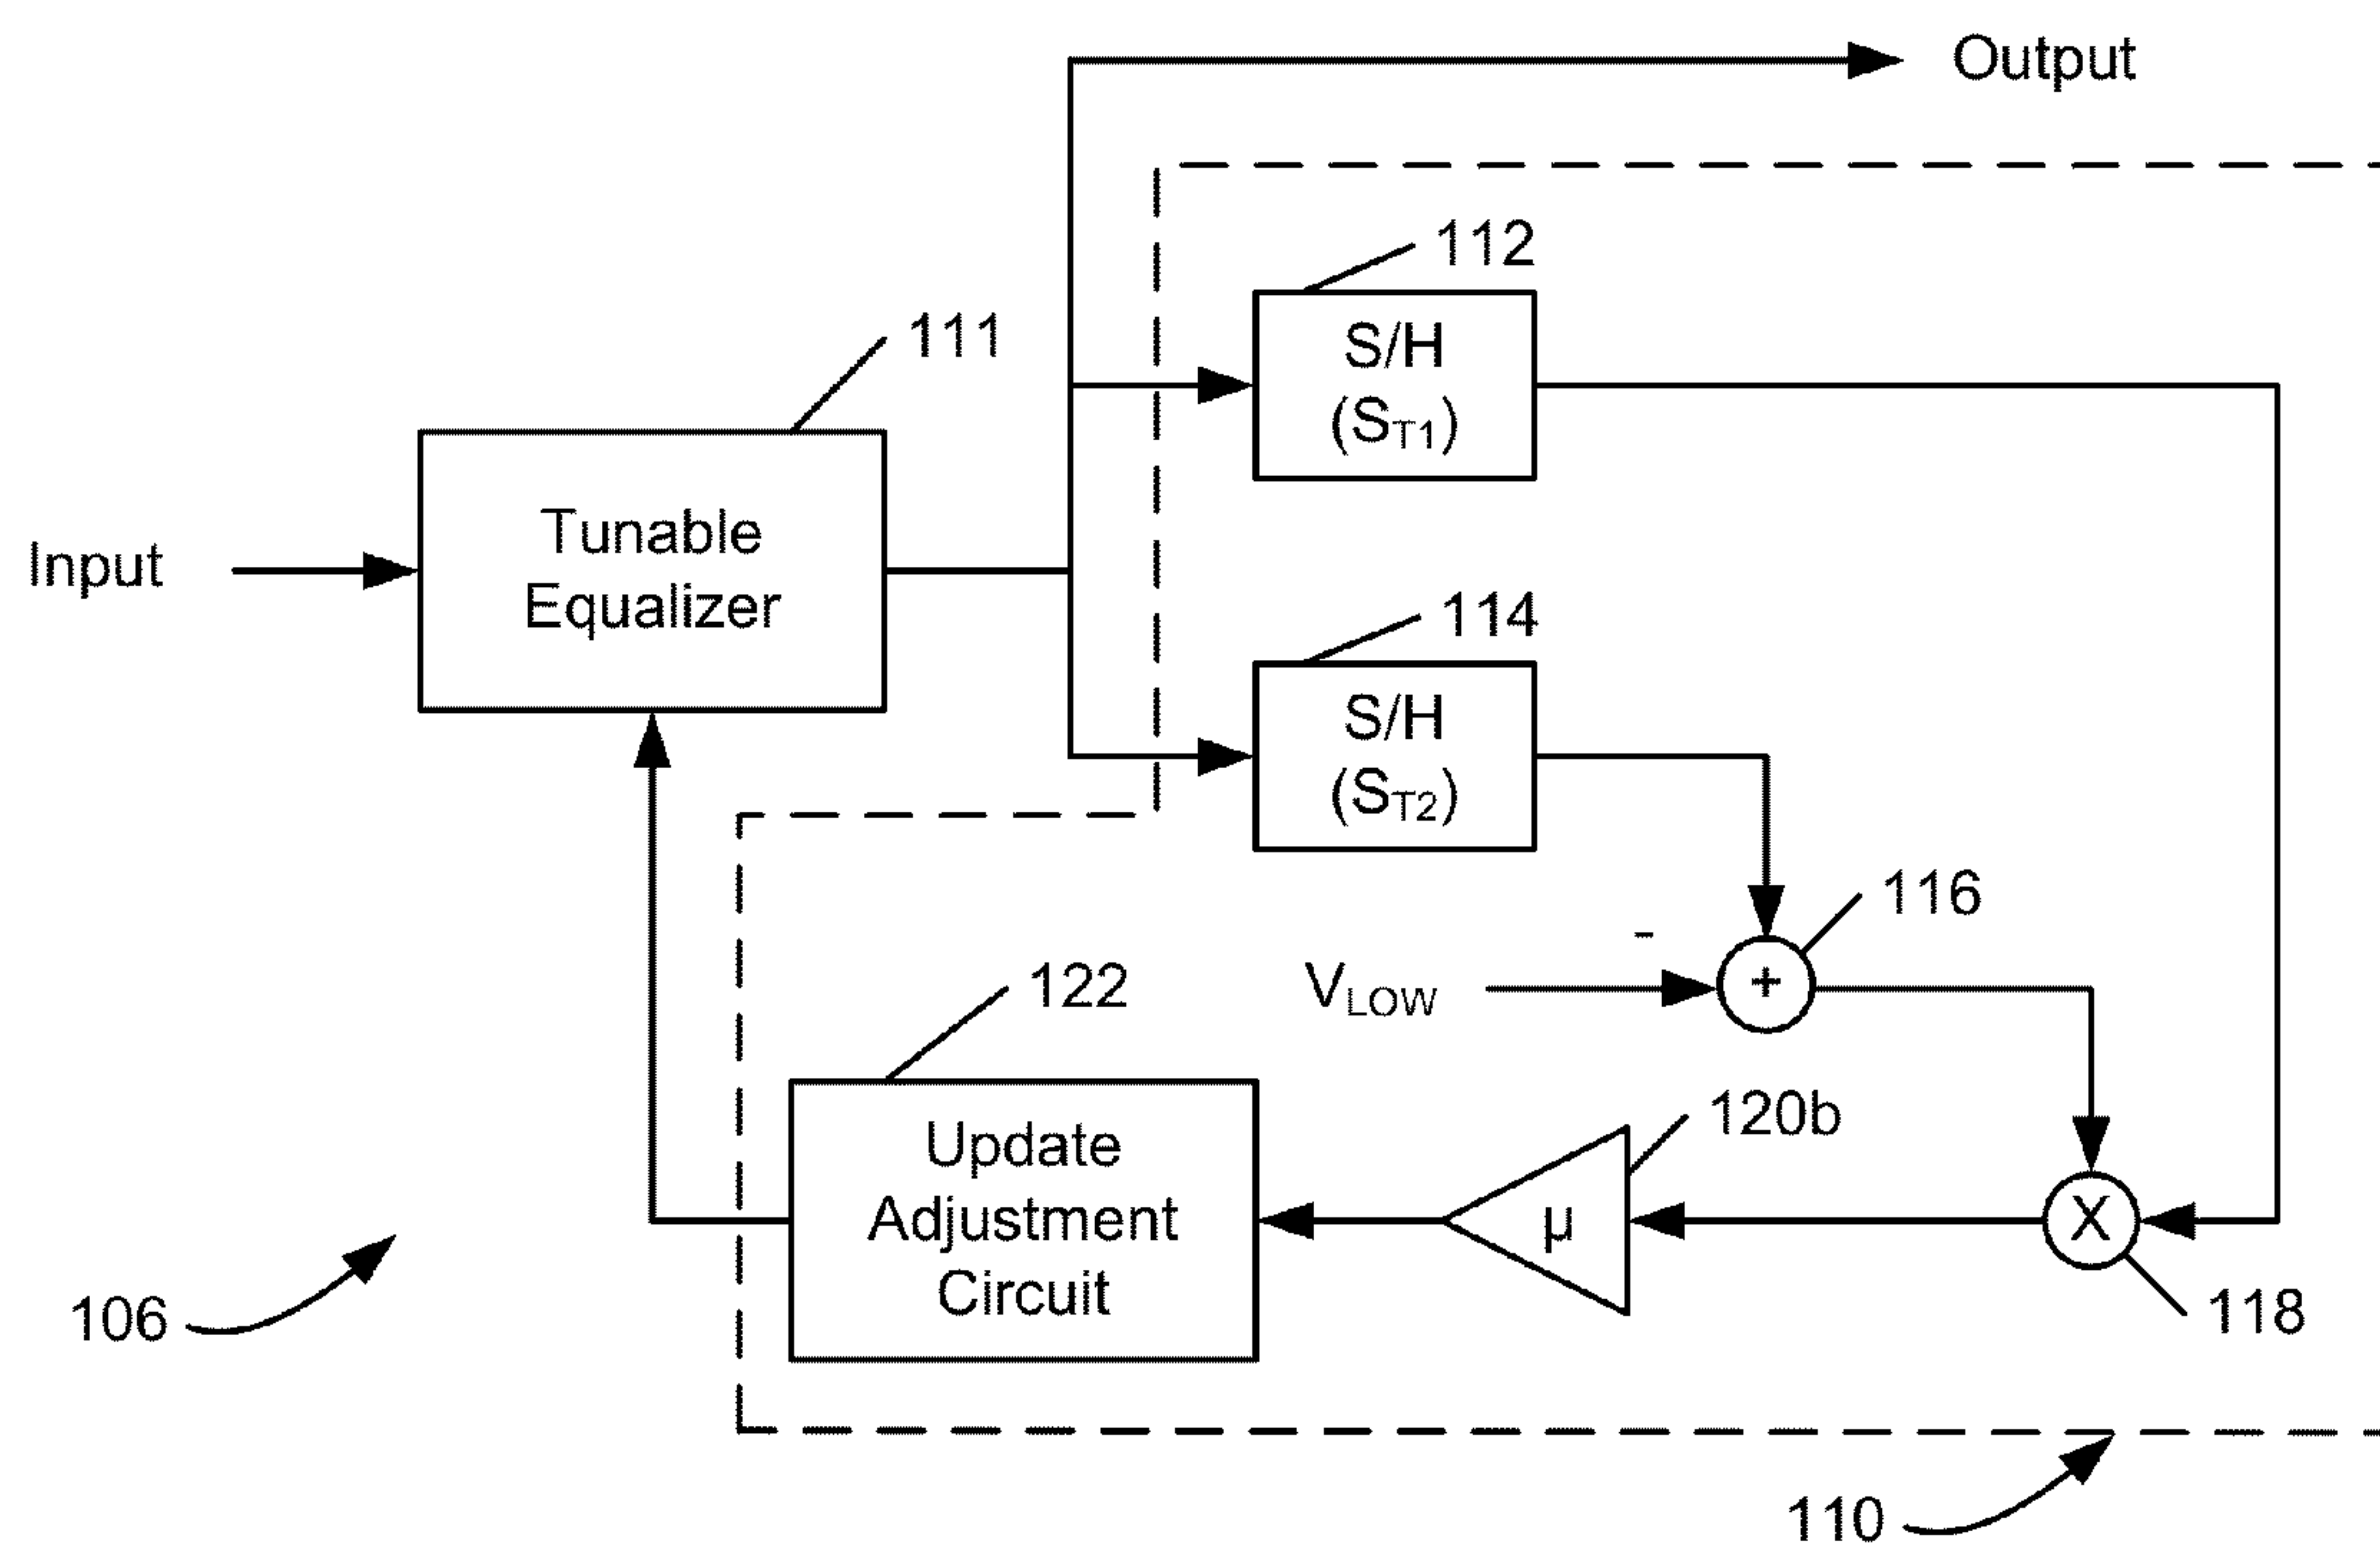 Output
112
S/H
(ST1)
111
Tunable
Equalizer
Input
114
S/H
(ST2)
116
-
VLOW
+
122
Update
Adjustment
Circuit
120b
µ
X
118
106
110